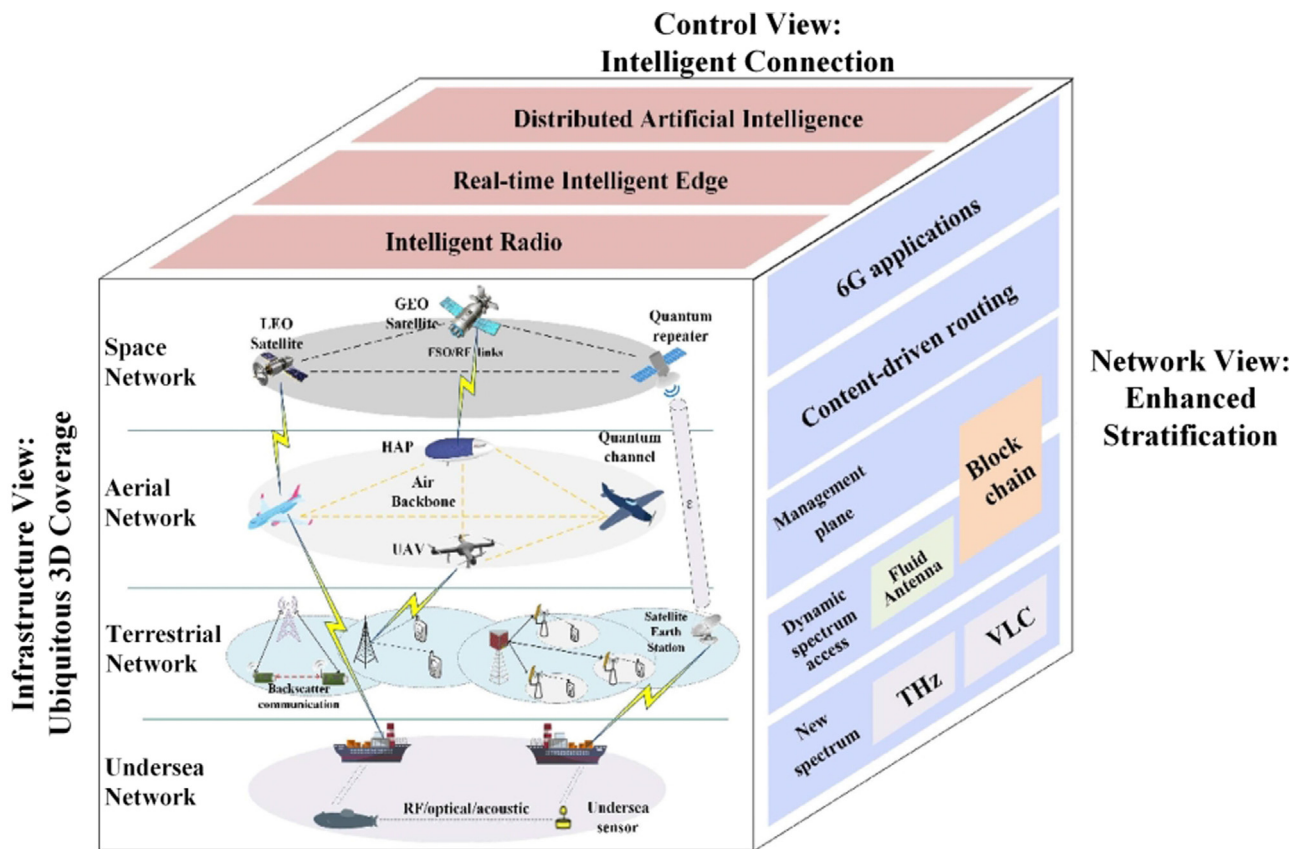 Control View:
Intelligent Connection
Distributed Artificial Intelligence
Real-time Intelligent Edge
Intelligent Radio
Infrastructure View:
Ubiquitous 3D Coverage
Space
Network
LEO
Satellite
GEO
Satellite
FSO/RF links
Quantum
repeater
Aerial
Network
HAP
Air
Backbone
Quantum
channel
UAV
ε
Terrestrial
Network
Backscatter
communication
Satellite
Earth
Station
Undersea
Network
RF/optical/acoustic
Undersea
sensor
6G applications
Content-driven routing
Management
plane
Block
chain
Dynamic
spectrum
access
Fluid
Antenna
New
spectrum
THz
VLC
Network View:
Enhanced
Stratification